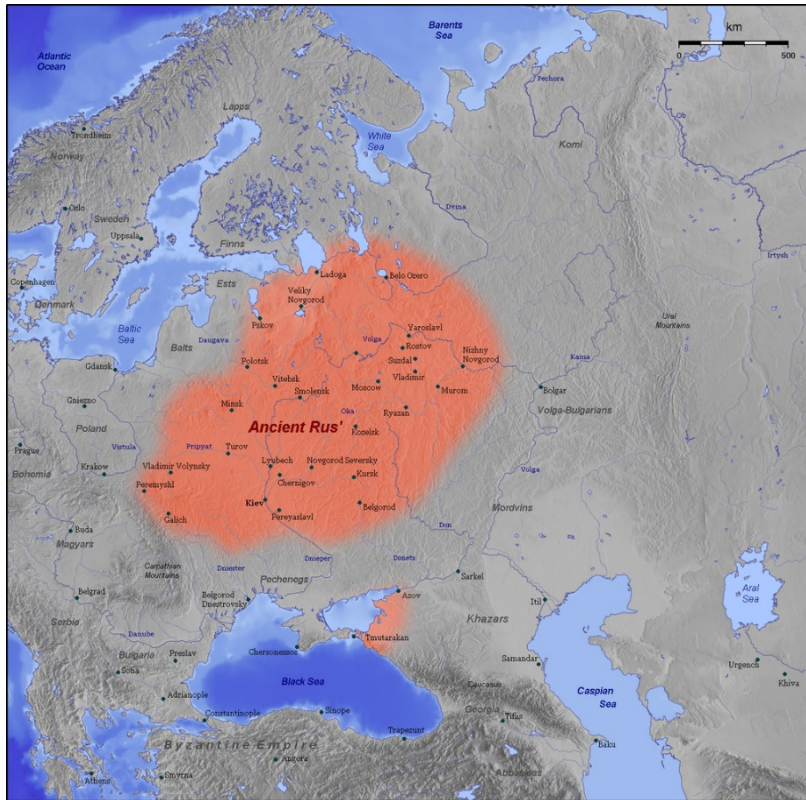 Barents
Sea
km
0
500
Atlantic
Ocean
Pechora
Ob
Lapps
White
Sea
Trondheim
Komi
Norway
Dvina
Oslo
Sweden
Uppsala
Finns
Irtysh
Ladoga
Belo Ozero
Copenhagen
Ests
Veliky
Novgorod
Denmark
Pskov
Ural
Mountains
Baltic
Sea
Daugava
Volga
Yaroslavl
Balts
Rostov
Nizhny
Novgorod
Suzdal
Kama
Gdansk
Polotsk
Vladimir
Vitebsk
Moscow
Murom
Bolgar
Smolensk
Gniezno
Minsk
Oka
Ryazan
Volga-Bulgarians
Poland
Ancient Rus'
Kozelsk
Prague
Vistula
Pripyat
Turov
Bohemia
Krakow
Vladimir Volynsky
Lyubech
Novgorod Seversky
Volga
Chernigov
Kursk
Peremyshl
Kiev
Mordvins
Galich
Pereyaslavl
Belgorod
Buda
Don
Magyars
Dnieper
Donets
Carpathian
Mountains
Dniester
Pechenegs
Sarkel
Aral
Sea
Belgrad
Belgorod
Dnestrovsky
Azov
Itil
Serbia
Khazars
Danube
Tmutarakan
Chersonessos
Bulgaria
Preslav
Samandar
Urgench
Sofia
Khiva
Black Sea
Caucasus
Caspian
Sea
Adrianople
Constantinople
Sinope
Georgia
Tiflis
Trapezunt
Baku
Byzantine Empire
Angora
Abbasides
Athens
Smyrna